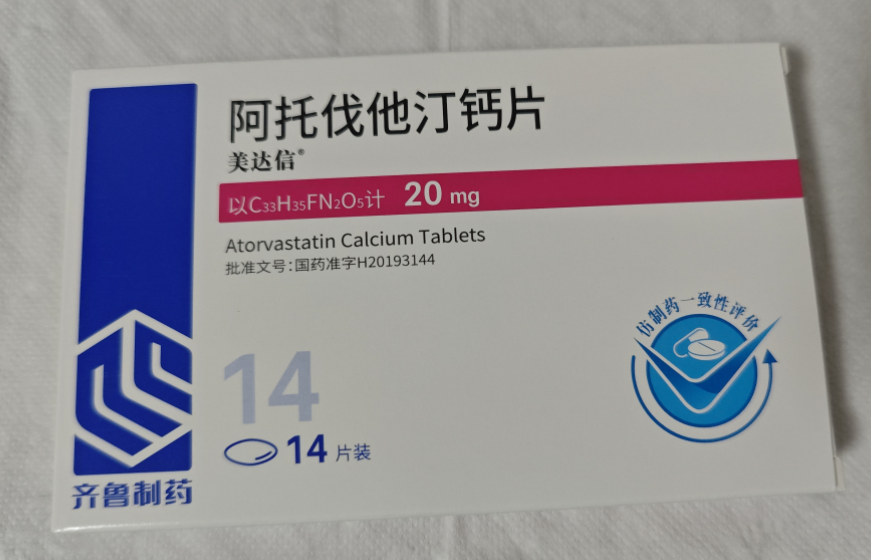 阿托伐他汀钙片
美达信®
以C₃₃H₃₅FN₂O₅计 20 mg
Atorvastatin Calcium Tablets
批准文号:国药准字H20193144
仿制药一致性评价
14
14 片装
齐鲁制药